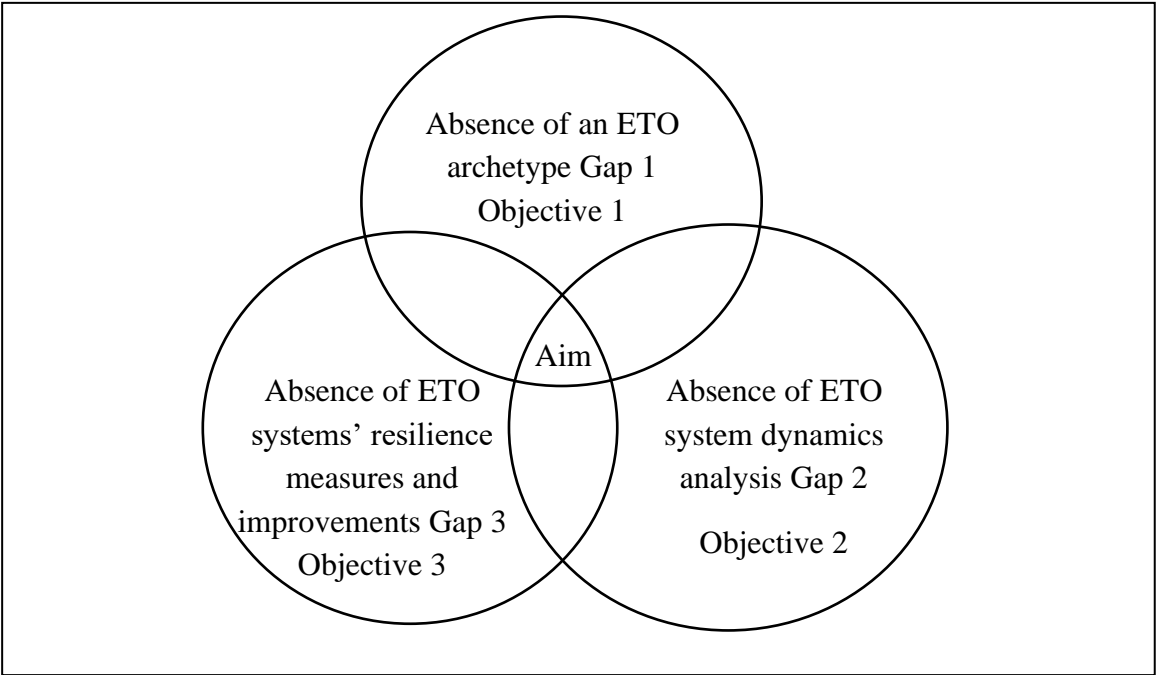 Absence of an ETO
archetype Gap 1
Objective 1
Aim
Absence of ETO
systems’ resilience
measures and
improvements Gap 3
Objective 3
Absence of ETO
system dynamics
analysis Gap 2
Objective 2